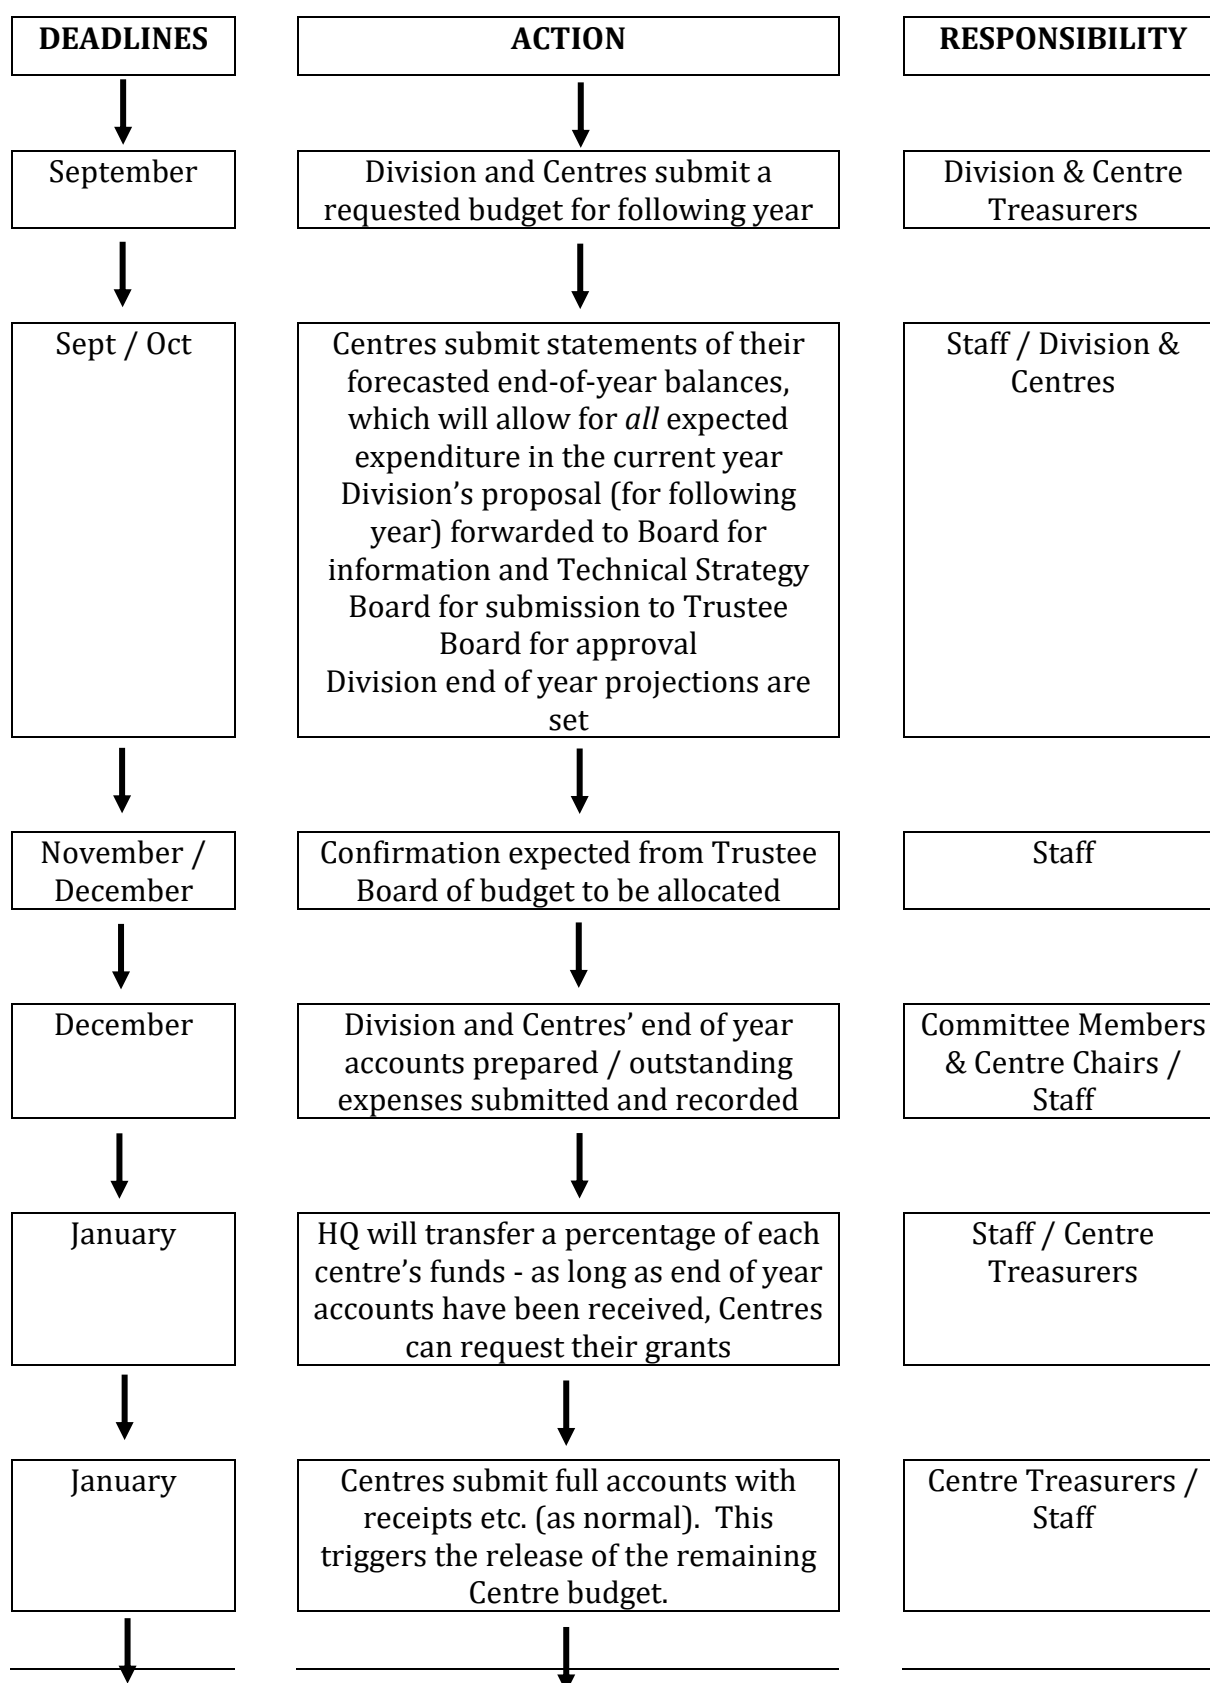 DEADLINES
ACTION
RESPONSIBILITY
September
Division and Centres submit a
requested budget for following year
Division & Centre
Treasurers
Sept / Oct
Centres submit statements of their
forecasted end-of-year balances,
which will allow for all expected
expenditure in the current year
Division’s proposal (for following
year) forwarded to Board for
information and Technical Strategy
Board for submission to Trustee
Board for approval
Division end of year projections are
set
Staff / Division &
Centres
November /
December
Confirmation expected from Trustee
Board of budget to be allocated
Staff
December
Division and Centres’ end of year
accounts prepared / outstanding
expenses submitted and recorded
Committee Members
& Centre Chairs /
Staff
January
HQ will transfer a percentage of each
centre’s funds - as long as end of year
accounts have been received, Centres
can request their grants
Staff / Centre
Treasurers
January
Centres submit full accounts with
receipts etc. (as normal).  This
triggers the release of the remaining
Centre budget.
Centre Treasurers /
Staff